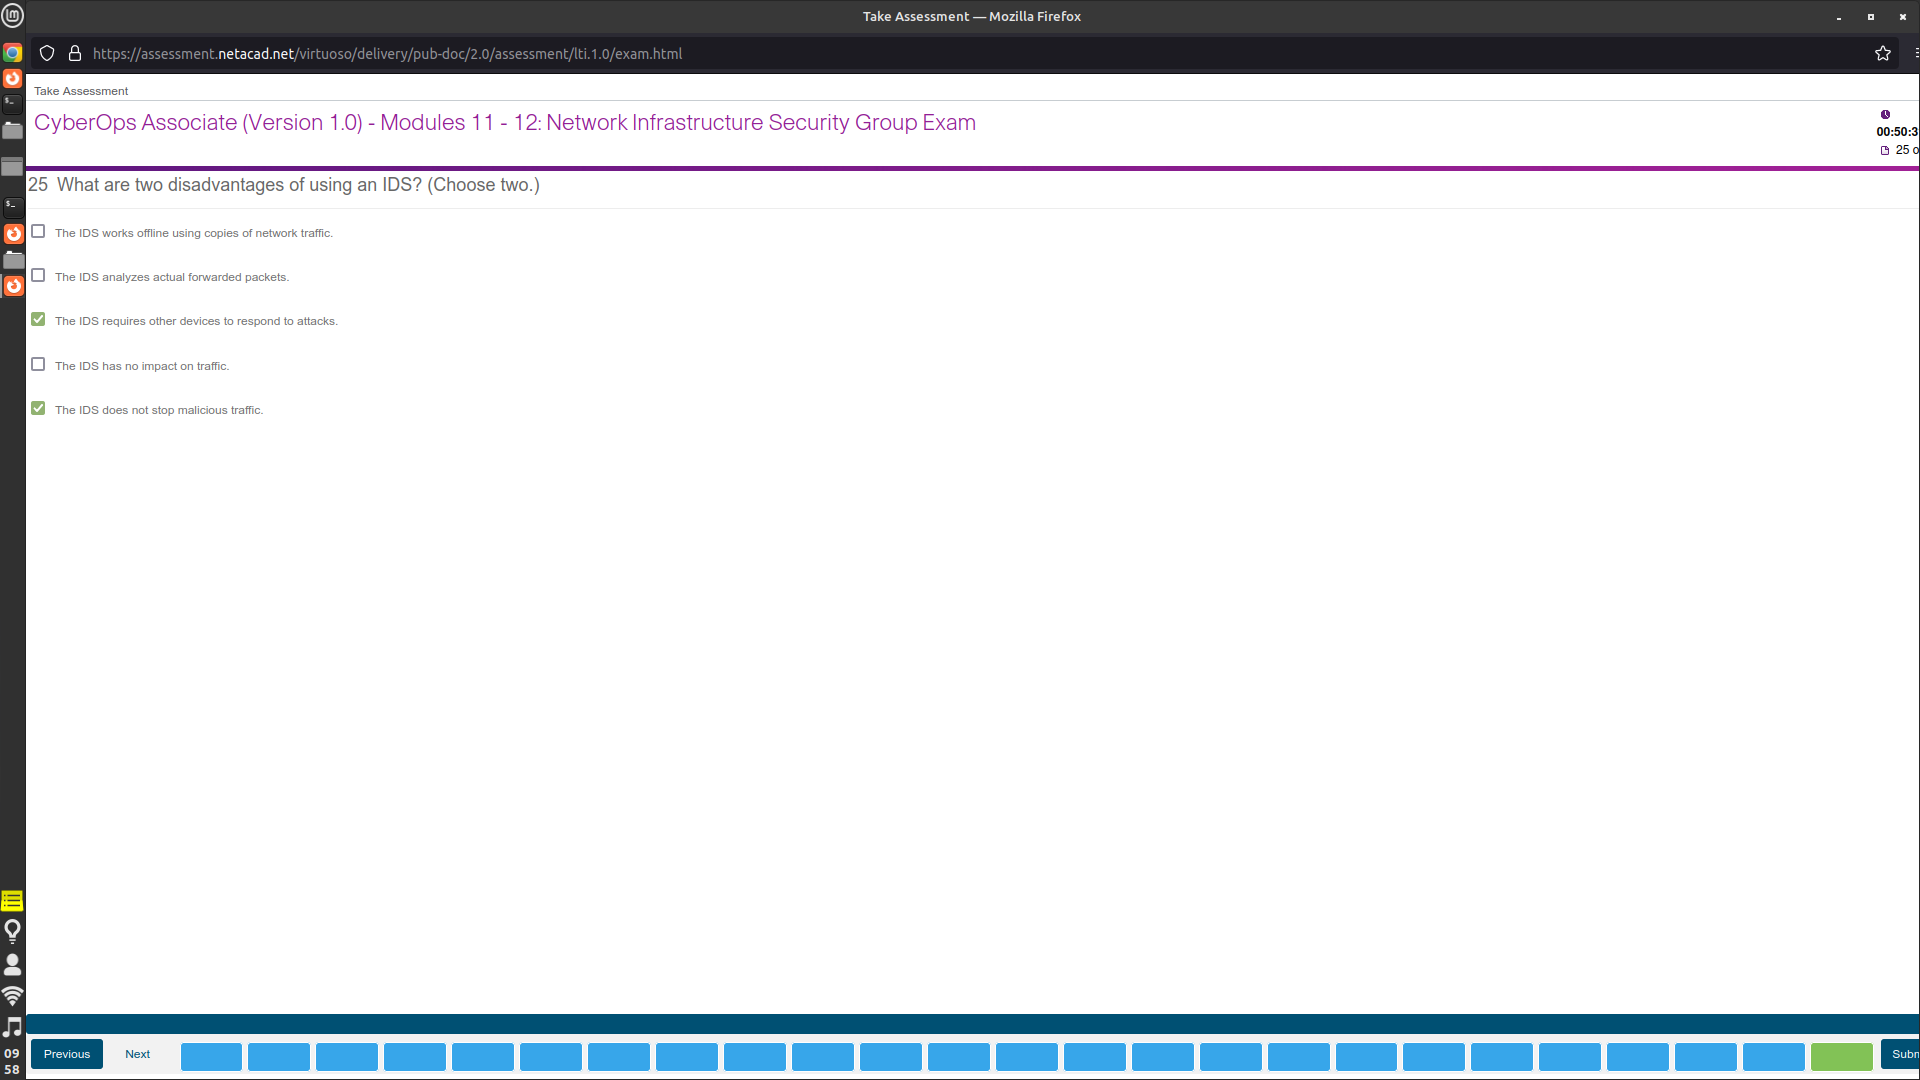 Take Assessment — Mozilla Firefox
https://assessment.netacad.net/virtuoso/delivery/pub-doc/2.0/assessment/lti.1.0/exam.html
Take Assessment
CyberOps Associate (Version 1.0) - Modules 11 - 12: Network Infrastructure Security Group Exam
00:50:3
25 o
25 What are two disadvantages of using an IDS? (Choose two.)
The IDS works offline using copies of network traffic.
The IDS analyzes actual forwarded packets.
The IDS requires other devices to respond to attacks.
The IDS has no impact on traffic.
The IDS does not stop malicious traffic.
Previous
Next
Subm
09
58